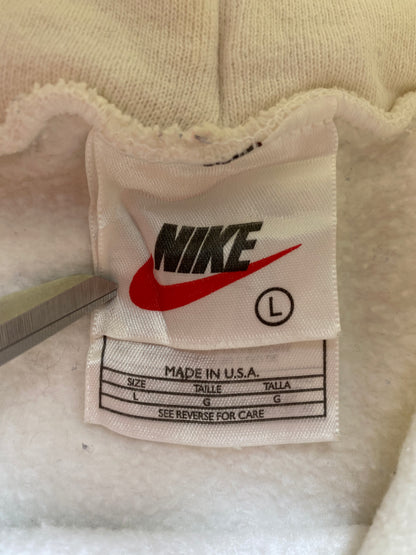 NIKE
L
MADE IN U.S.A.
SIZE TAILLE TALLA
L G G
SEE REVERSE FOR CARE